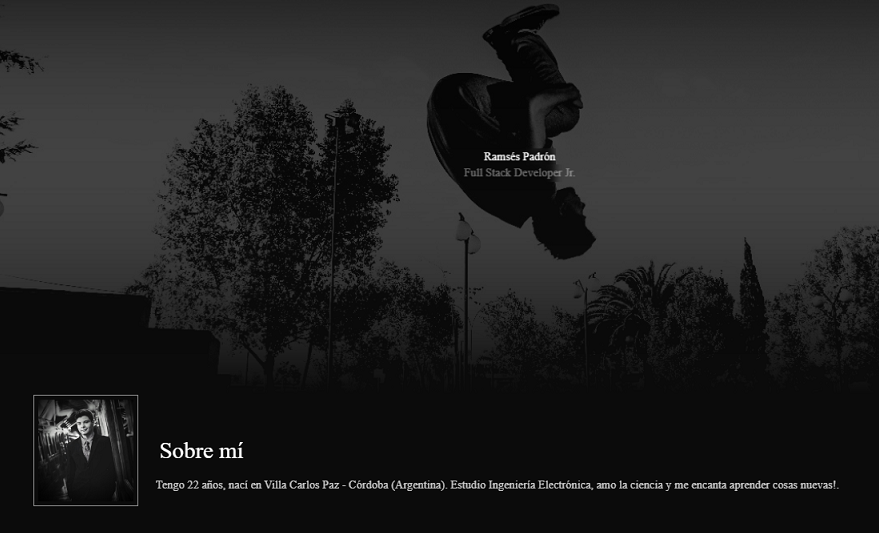 Ramsés Padrón
Full Stack Developer Jr.
Sobre mí
Tengo 22 años, nací en Villa Carlos Paz - Córdoba (Argentina). Estudio Ingeniería Electrónica, amo la ciencia y me encanta aprender cosas nuevas!.